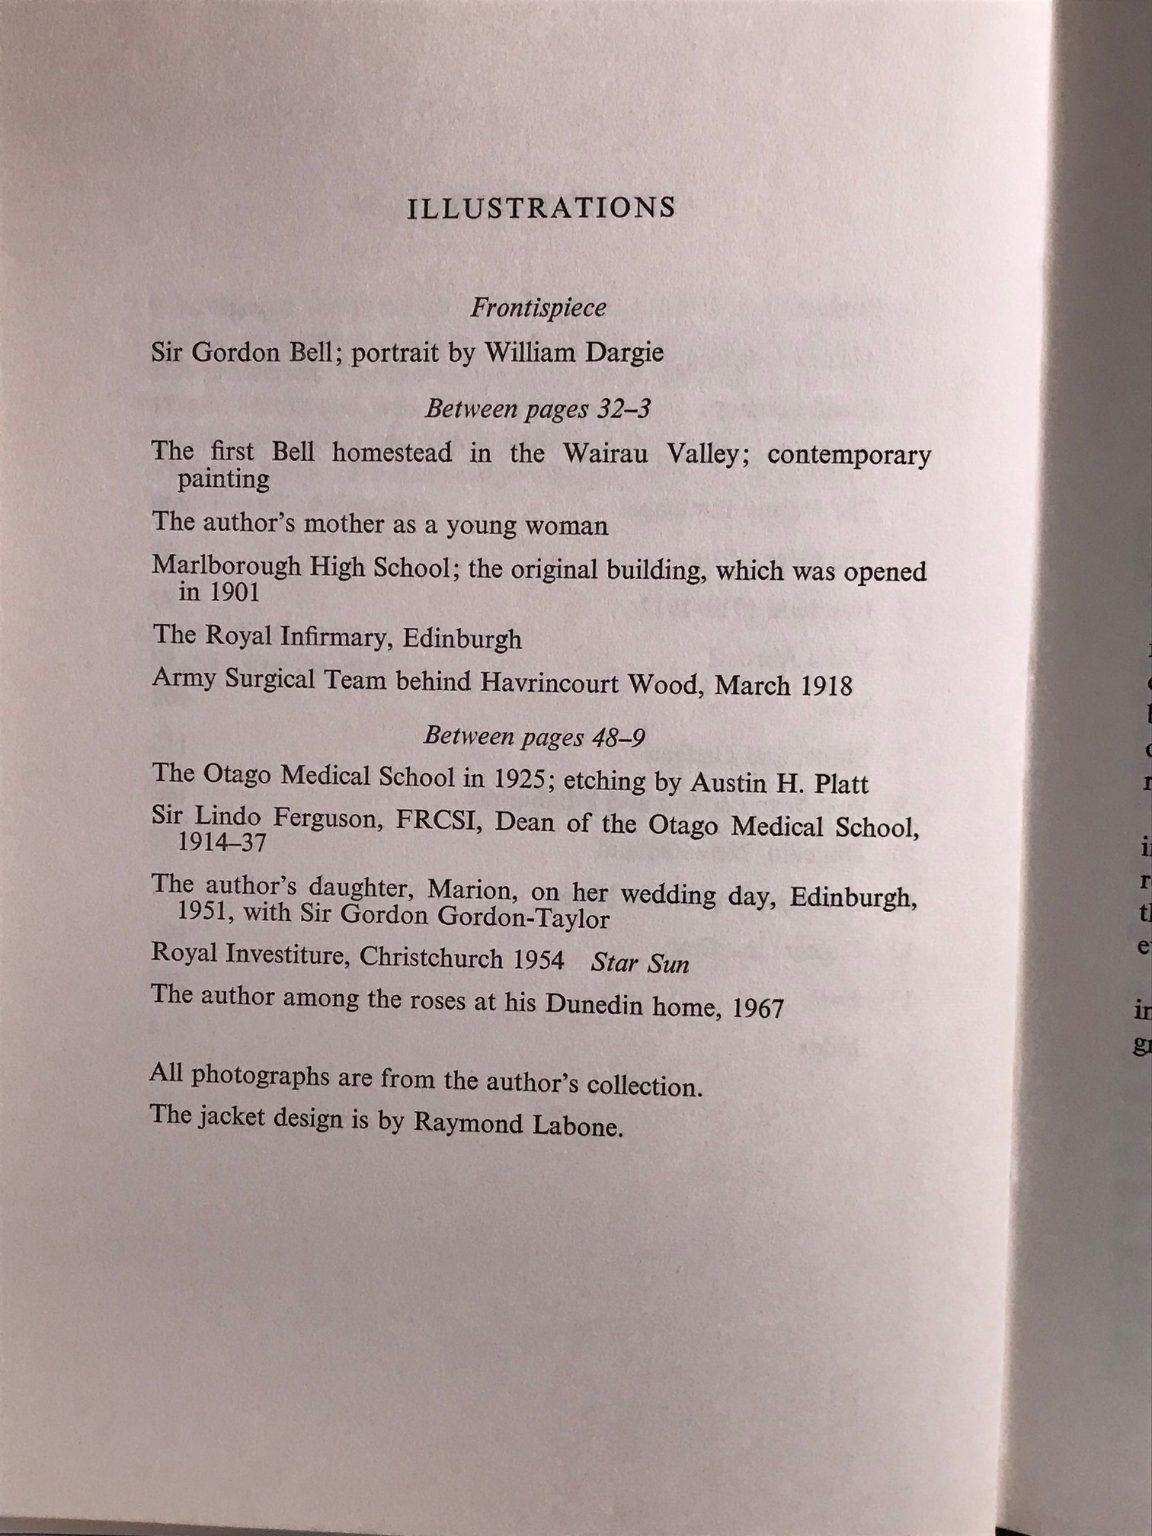 ILLUSTRATIONS
Frontispiece
Sir Gordon Bell; portrait by William Dargie
Between pages 32–3
The first Bell homestead in the Wairau Valley; contemporary
painting
The author's mother as a young woman
Marlborough High School; the original building, which was opened
in 1901
The Royal Infirmary, Edinburgh
Army Surgical Team behind Havrincourt Wood, March 1918
Between pages 48–9
The Otago Medical School in 1925; etching by Austin H. Platt
Sir Lindo Ferguson, FRCSI, Dean of the Otago Medical School,
1914–37
The author's daughter, Marion, on her wedding day, Edinburgh,
1951, with Sir Gordon Gordon-Taylor
Royal Investiture, Christchurch 1954 Star Sun
The author among the roses at his Dunedin home, 1967
All photographs are from the author's collection.
The jacket design is by Raymond Labone.